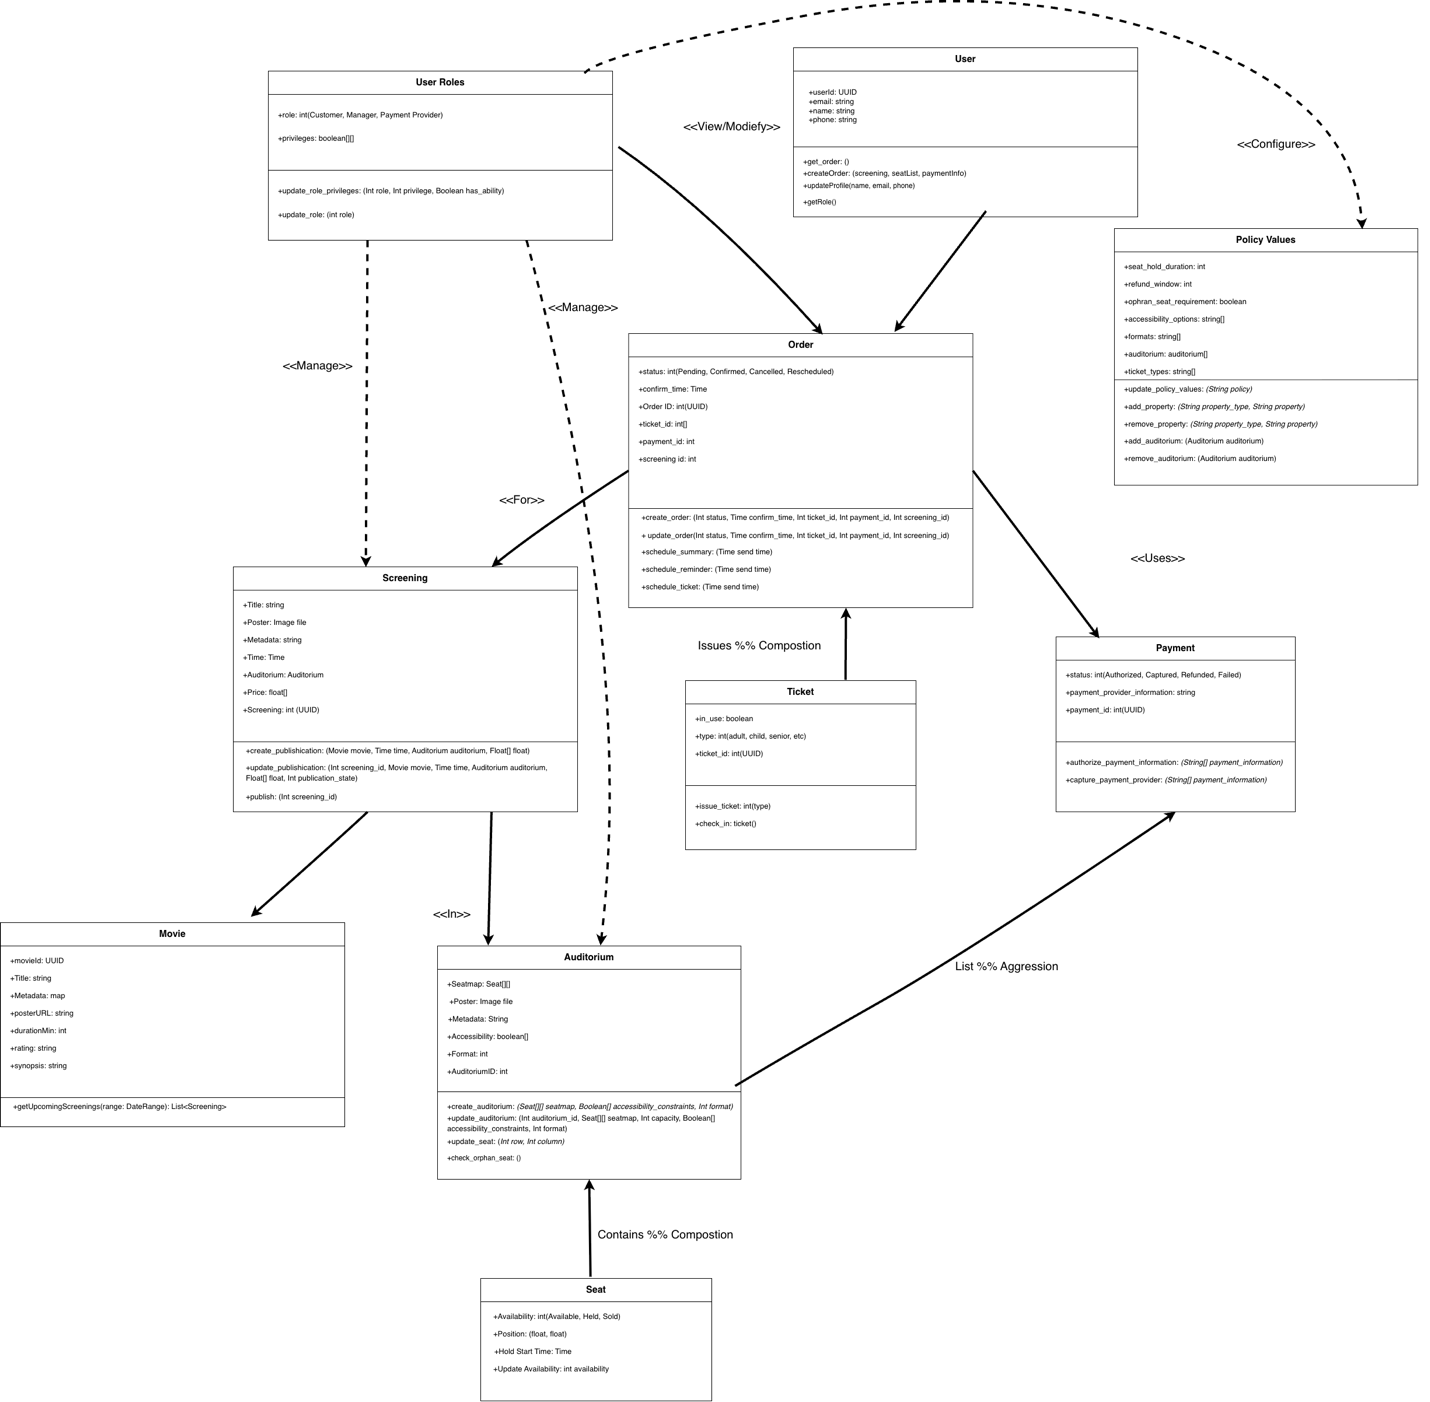 User Roles
+role: int(Customer, Manager, Payment Provider)
+privileges: boolean[][]
+update_role_privileges: (Int role, Int privilege, Boolean has_ability)
+update_role: (int role)
<<View/Modiefy>>
User
+userId: UUID
+email: string
+name: string
+phone: string
+get_order: ()
+createOrder: (screening, seatList, paymentInfo)
+updateProfile(name, email, phone)
+getRole()
<<Configure>>
Policy Values
+seat_hold_duration: int
+refund_window: int
+ophran_seat_requirement: boolean
+accessibility_options: string[]
+formats: string[]
+auditorium: auditorium[]
+ticket_types: string[]
+update_policy_values: (String policy)
+add_property: (String property_type, String property)
+remove_property: (String property_type, String property)
+add_auditorium: (Auditorium auditorium)
+remove_auditorium: (Auditorium auditorium)
<<Manage>>
<<Manage>>
Order
+status: int(Pending, Confirmed, Cancelled, Rescheduled)
+confirm_time: Time
+Order ID: int(UUID)
+ticket_id: int[]
+payment_id: int
+screening id: int
+create_order: (Int status, Time confirm_time, Int ticket_id, Int payment_id, Int screening_id)
+ update_order(Int status, Time confirm_time, Int ticket_id, Int payment_id, Int screening_id)
+schedule_summary: (Time send time)
+schedule_reminder: (Time send time)
+schedule_ticket: (Time send time)
<<For>>
<<Uses>>
Screening
+Title: string
+Poster: Image file
+Metadata: string
+Time: Time
+Auditorium: Auditorium
+Price: float[]
+Screening: int (UUID)
+create_publishication: (Movie movie, Time time, Auditorium auditorium, Float[] float)
+update_publishication: (Int screening_id, Movie movie, Time time, Auditorium auditorium,
Float[] float, Int publication_state)
+publish: (Int screening_id)
Issues %% Compostion
Ticket
+in_use: boolean
+type: int(adult, child, senior, etc)
+ticket_id: int(UUID)
+issue_ticket: int(type)
+check_in: ticket()
Payment
+status: int(Authorized, Captured, Refunded, Failed)
+payment_provider_information: string
+payment_id: int(UUID)
+authorize_payment_information: (String[] payment_information)
+capture_payment_provider: (String[] payment_information)
<<In>>
Movie
+movieId: UUID
+Title: string
+Metadata: map
+posterURL: string
+durationMin: int
+rating: string
+synopsis: string
+getUpcomingScreenings(range: DateRange): List<Screening>
Auditorium
+Seatmap: Seat[][]
+Poster: Image file
+Metadata: String
+Accessibility: boolean[]
+Format: int
+AuditoriumID: int
+create_auditorium: (Seat[][] seatmap, Boolean[] accessibility_constraints, Int format)
+update_auditorium: (Int auditorium_id, Seat[][] seatmap, Int capacity, Boolean[]
accessibility_constraints, Int format)
+update_seat: (Int row, Int column)
+check_orphan_seat: ()
List %% Aggression
Contains %% Compostion
Seat
+Availability: int(Available, Held, Sold)
+Position: (float, float)
+Hold Start Time: Time
+Update Availability: int availability